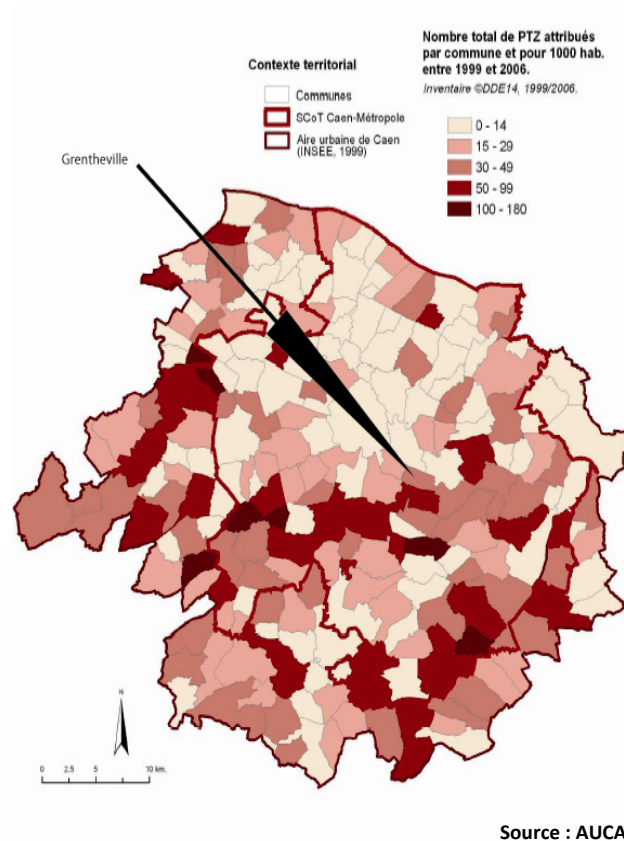 Nombre total de PTZ attribués
par commune et pour 1000 hab.
entre 1999 et 2006.
Inventaire ©DDE14, 1999/2006.
0 - 14
15 - 29
30 - 49
50 - 99
100 - 180
Contexte territorial
Communes
SCoT Caen-Métropole
Aire urbaine de Caen
(INSEE, 1999)
Grentheville
N
0 2,5 5 10 km.
Source : AUCA